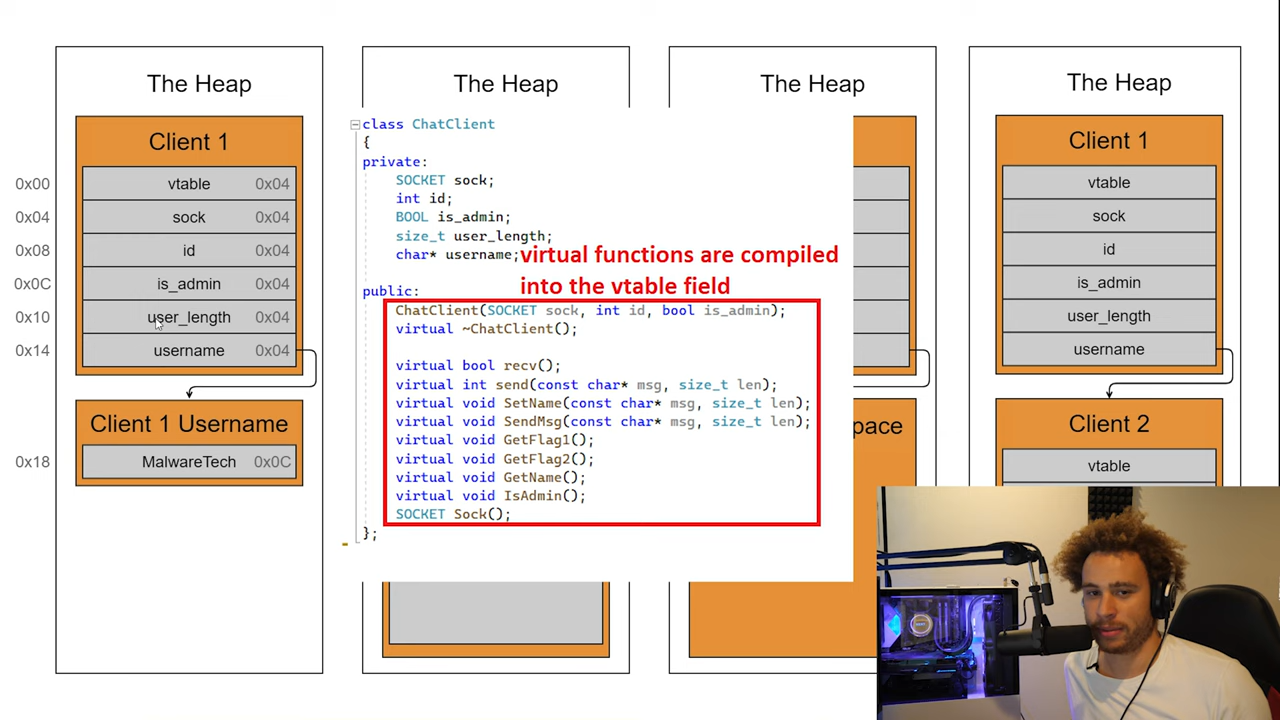 The Heap
Client 1
0x00 vtable 0x04
0x04 sock 0x04
0x08 id 0x04
0x0C is_admin 0x04
0x10 user_length 0x04
0x14 username 0x04
Client 1 Username
0x18 MalwareTech 0x0C
The Heap
class ChatClient
{
private:
SOCKET sock;
int id;
BOOL is_admin;
size_t user_length;
char* username;
virtual functions are compiled
into the vtable field
public:
ChatClient(SOCKET sock, int id, bool is_admin);
virtual ~ChatClient();
virtual bool recv();
virtual int send(const char* msg, size_t len);
virtual void SetName(const char* msg, size_t len);
virtual void SendMsg(const char* msg, size_t len);
virtual void GetFlag1();
virtual void GetFlag2();
virtual void GetName();
virtual void IsAdmin();
SOCKET Sock();
};
The Heap
pace
The Heap
Client 1
vtable
sock
id
is_admin
user_length
username
Client 2
vtable